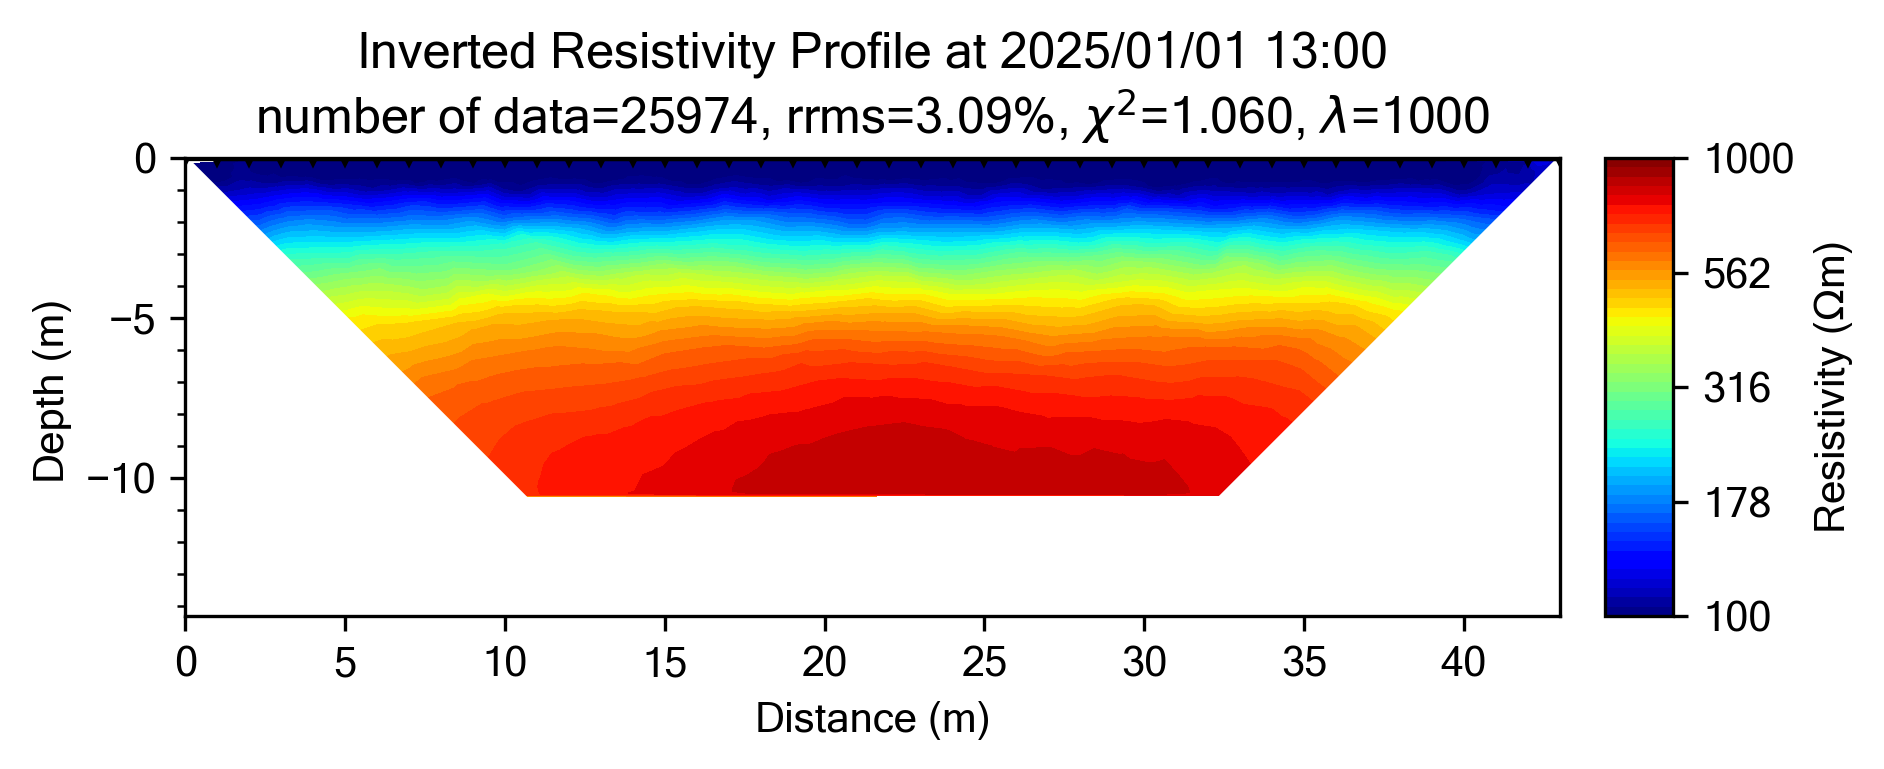 Inverted Resistivity Profile at 2025/01/01 13:00
number of data=25974, rrms=3.09%, χ²=1.060, λ=1000
0
−5
−10
Depth (m)
0 5 10 15 20 25 30 35 40
Distance (m)
1000
562
316
178
100
Resistivity (Ωm)